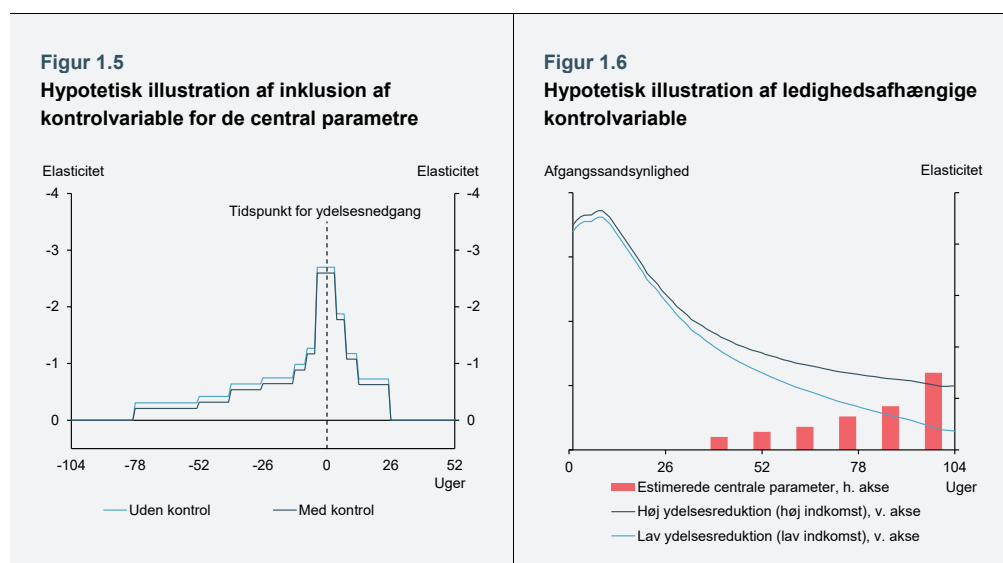 Figur 1.5
Hypotetisk illustration af inklusion af
kontrolvariable for de central parametre
Elasticitet
Elasticitet
-4
-4
Tidspunkt for ydelsesnedgang
-3
-3
-2
-2
-1
-1
0
0
-104
-78
-52
-26
0
26
52
Uger
Uden kontrol
Med kontrol
Figur 1.6
Hypotetisk illustration af ledighedsafhængige
kontrolvariable
Afgangssandsynlighed
Elasticitet
0
26
52
78
104
Estimerede centrale parameter, h. akse
Uger
Høj ydelsesreduktion (høj indkomst), v. akse
Lav ydelsesreduktion (lav indkomst), v. akse